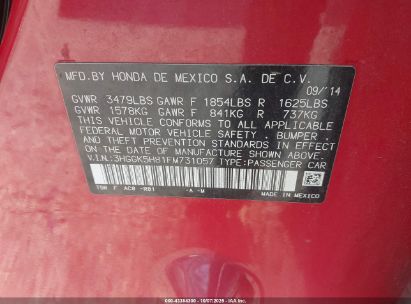 MFD.BY HONDA DE MEXICO S.A. DE C.V.
09/14
GVWR 3479LBS GAWR F 1854LBS R 1625LBS
GVWR 1578KG GAWR F 841KG R 737KG
THIS VEHICLE CONFORMS TO ALL APPLICABLE
FEDERAL MOTOR VEHICLE SAFETY, BUMPER,
AND THEFT PREVENTION STANDARDS IN EFFECT
ON THE DATE OF MANUFACTURE SHOWN ABOVE.
V.I.N.:3HGGK5H81FM731057 TYPE:PASSENGER CAR
F ACB -RD1 -A -M
MADE IN MEXICO